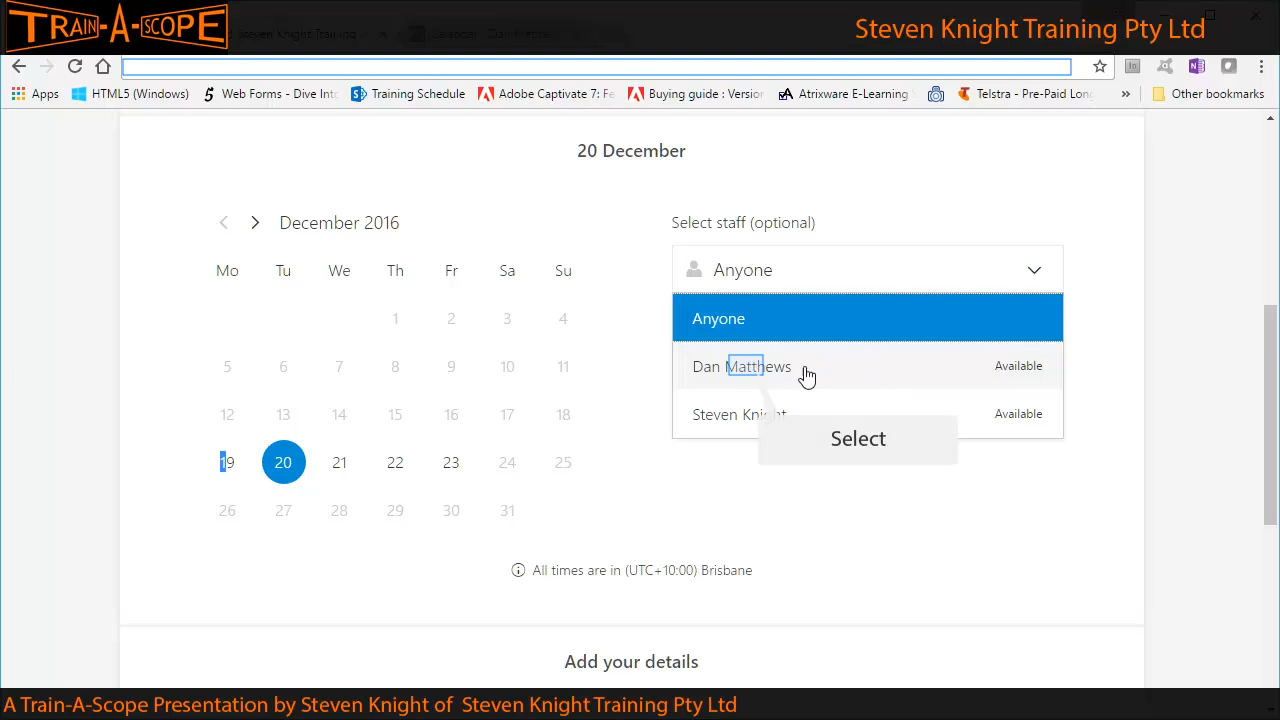 TRAIN-A-SCOPE
Steven Knight Training Pty Ltd
Apps HTML5 (Windows) Web Forms - Dive Into Training Schedule Adobe Captivate 7: Fe Buying guide: Version Atrixware E-Learning Telstra - Pre-Paid Long » Other bookmarks
20 December
December 2016
Select staff (optional)
Mo Tu We Th Fr Sa Su
Anyone
1 2 3 4
Anyone
5 6 7 8 9 10 11
Dan Matthews Available
12 13 14 15 16 17 18
Steven Knight Available
Select
19 20 21 22 23 24 25
26 27 28 29 30 31
All times are in (UTC+10:00) Brisbane
Add your details
A Train-A-Scope Presentation by Steven Knight of Steven Knight Training Pty Ltd